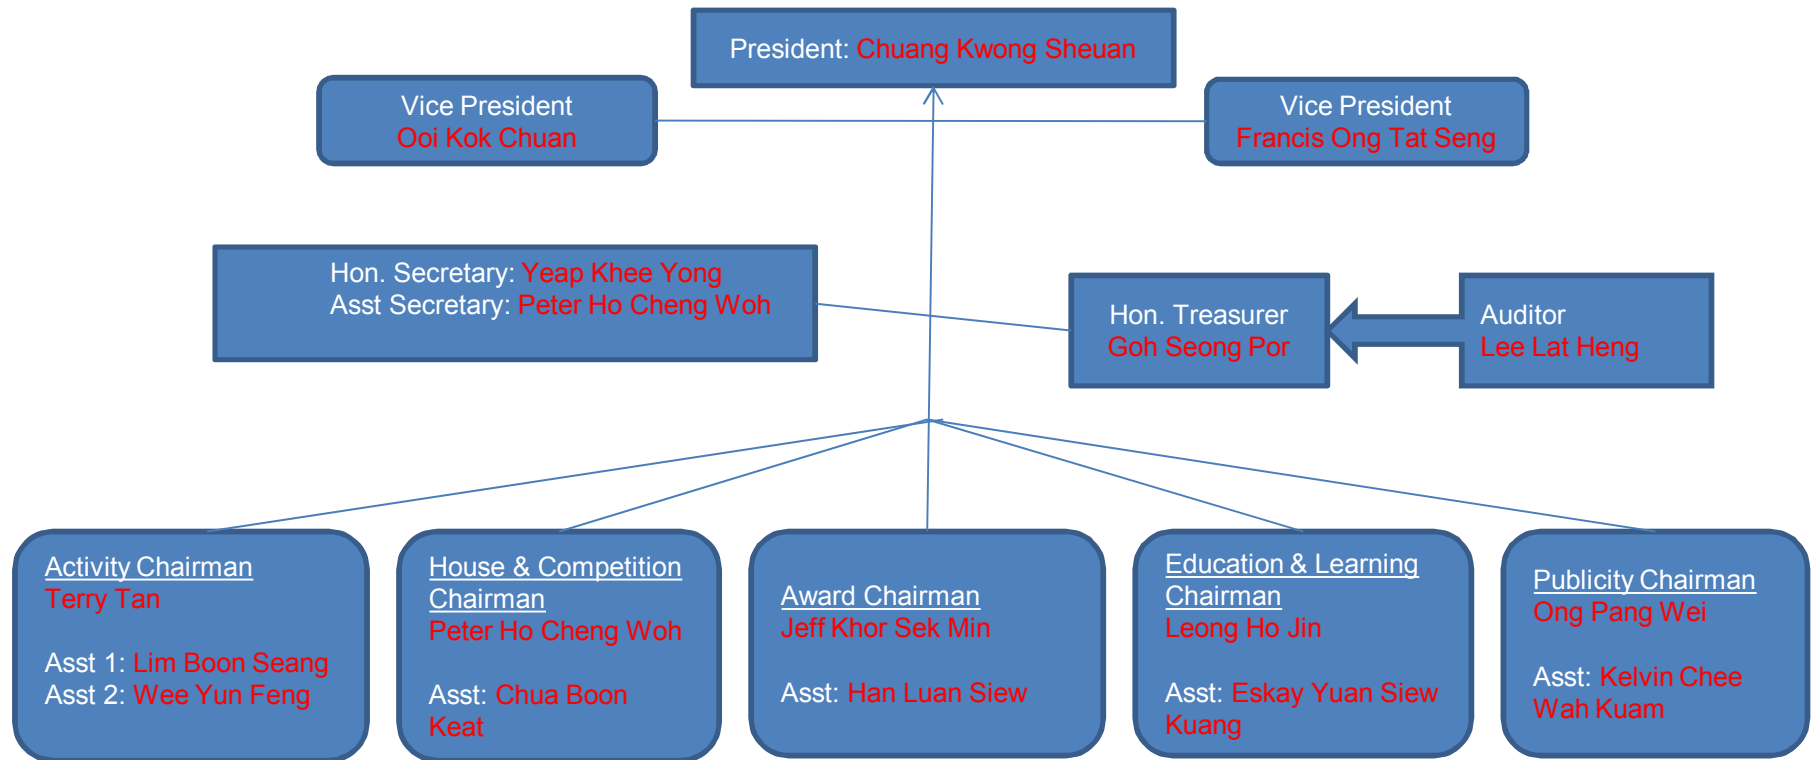 President: Chuang Kwong Sheuan
Vice President
Ooi Kok Chuan
Vice President
Francis Ong Tat Seng
Hon. Secretary: Yeap Khee Yong
Asst Secretary: Peter Ho Cheng Woh
Hon. Treasurer
Goh Seong Por
Auditor
Lee Lat Heng
Activity Chairman
Terry Tan
Asst 1: Lim Boon Seang
Asst 2: Wee Yun Feng
House & Competition
Chairman
Peter Ho Cheng Woh
Asst: Chua Boon
Keat
Award Chairman
Jeff Khor Sek Min
Asst: Han Luan Siew
Education & Learning
Chairman
Leong Ho Jin
Asst: Eskay Yuan Siew
Kuang
Publicity Chairman
Ong Pang Wei
Asst: Kelvin Chee
Wah Kuam